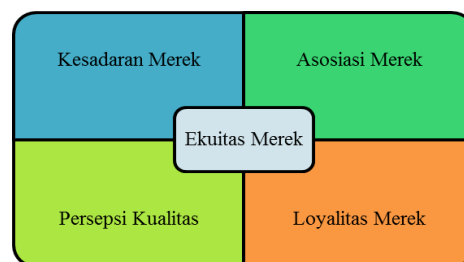 Kesadaran Merek
Asosiasi Merek
Ekuitas Merek
Persepsi Kualitas
Loyalitas Merek